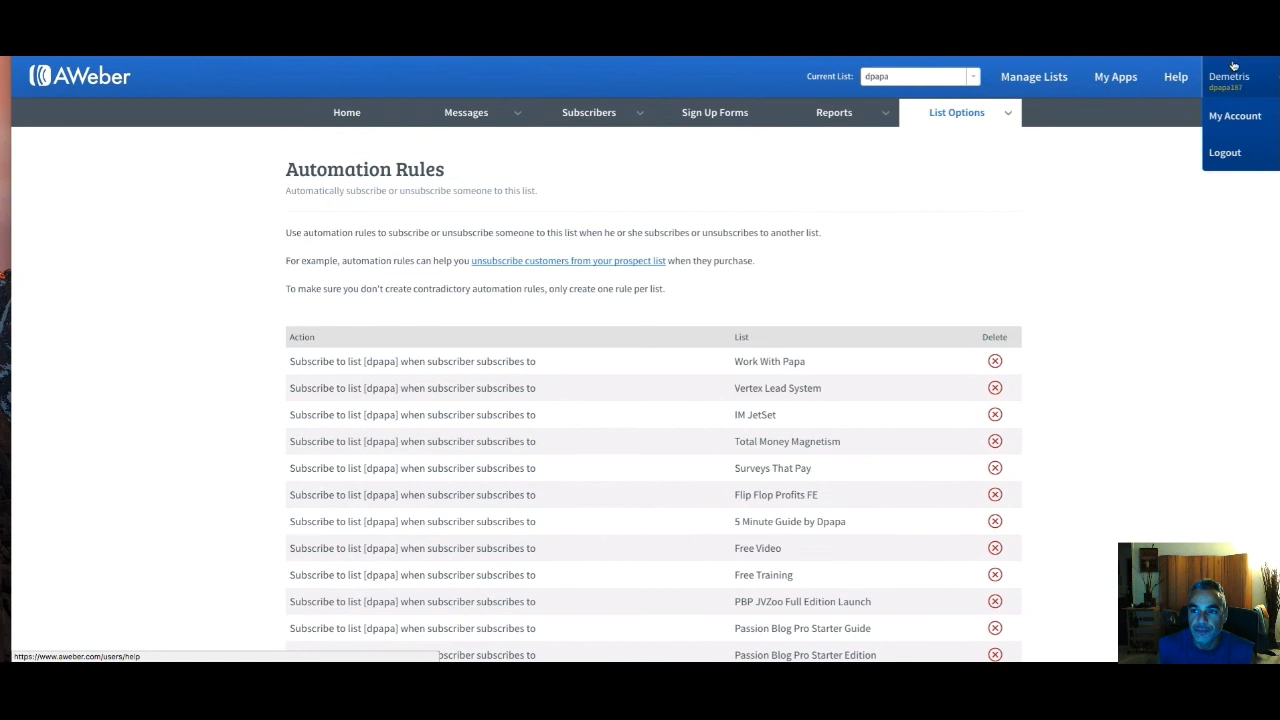 AWeber
Current List: dpapa
Manage Lists
My Apps
Help
Demetris
dpapa187
My Account
Logout
Home
Messages
Subscribers
Sign Up Forms
Reports
List Options
Automation Rules
Automatically subscribe or unsubscribe someone to this list.
Use automation rules to subscribe or unsubscribe someone to this list when he or she subscribes or unsubscribes to another list.
For example, automation rules can help you unsubscribe customers from your prospect list when they purchase.
To make sure you don't create contradictory automation rules, only create one rule per list.
Action List Delete
Subscribe to list [dpapa] when subscriber subscribes to Work With Papa
Subscribe to list [dpapa] when subscriber subscribes to Vertex Lead System
Subscribe to list [dpapa] when subscriber subscribes to IM JetSet
Subscribe to list [dpapa] when subscriber subscribes to Total Money Magnetism
Subscribe to list [dpapa] when subscriber subscribes to Surveys That Pay
Subscribe to list [dpapa] when subscriber subscribes to Flip Flop Profits FE
Subscribe to list [dpapa] when subscriber subscribes to 5 Minute Guide by Dpapa
Subscribe to list [dpapa] when subscriber subscribes to Free Video
Subscribe to list [dpapa] when subscriber subscribes to Free Training
Subscribe to list [dpapa] when subscriber subscribes to PBP JVZoo Full Edition Launch
Subscribe to list [dpapa] when subscriber subscribes to Passion Blog Pro Starter Guide
subscribes to Passion Blog Pro Starter Edition
https://www.aweber.com/users/help